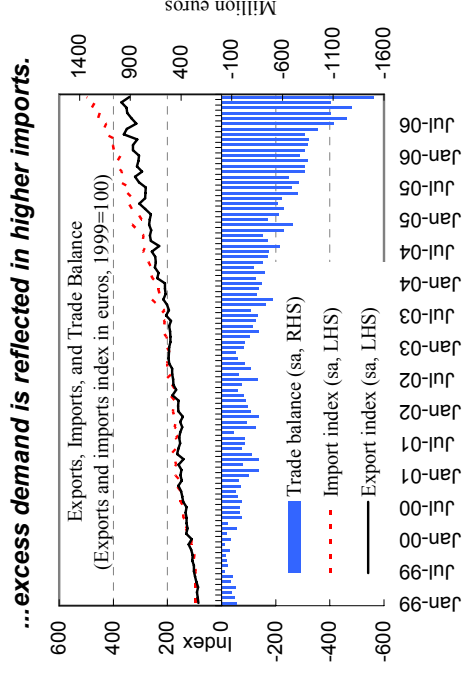 ...excess demand is reflected in higher imports.
Exports, Imports, and Trade Balance
(Exports and imports index in euros, 1999=100)
600
400
200
0
-200
-400
-600
Index
1400
900
400
-100
-600
-1100
-1600
Million euros
Trade balance (sa, RHS)
Import index (sa, LHS)
Export index (sa, LHS)
Jan-99
Jul-99
Jan-00
Jul-00
Jan-01
Jul-01
Jan-02
Jul-02
Jan-03
Jul-03
Jan-04
Jul-04
Jan-05
Jul-05
Jan-06
Jul-06